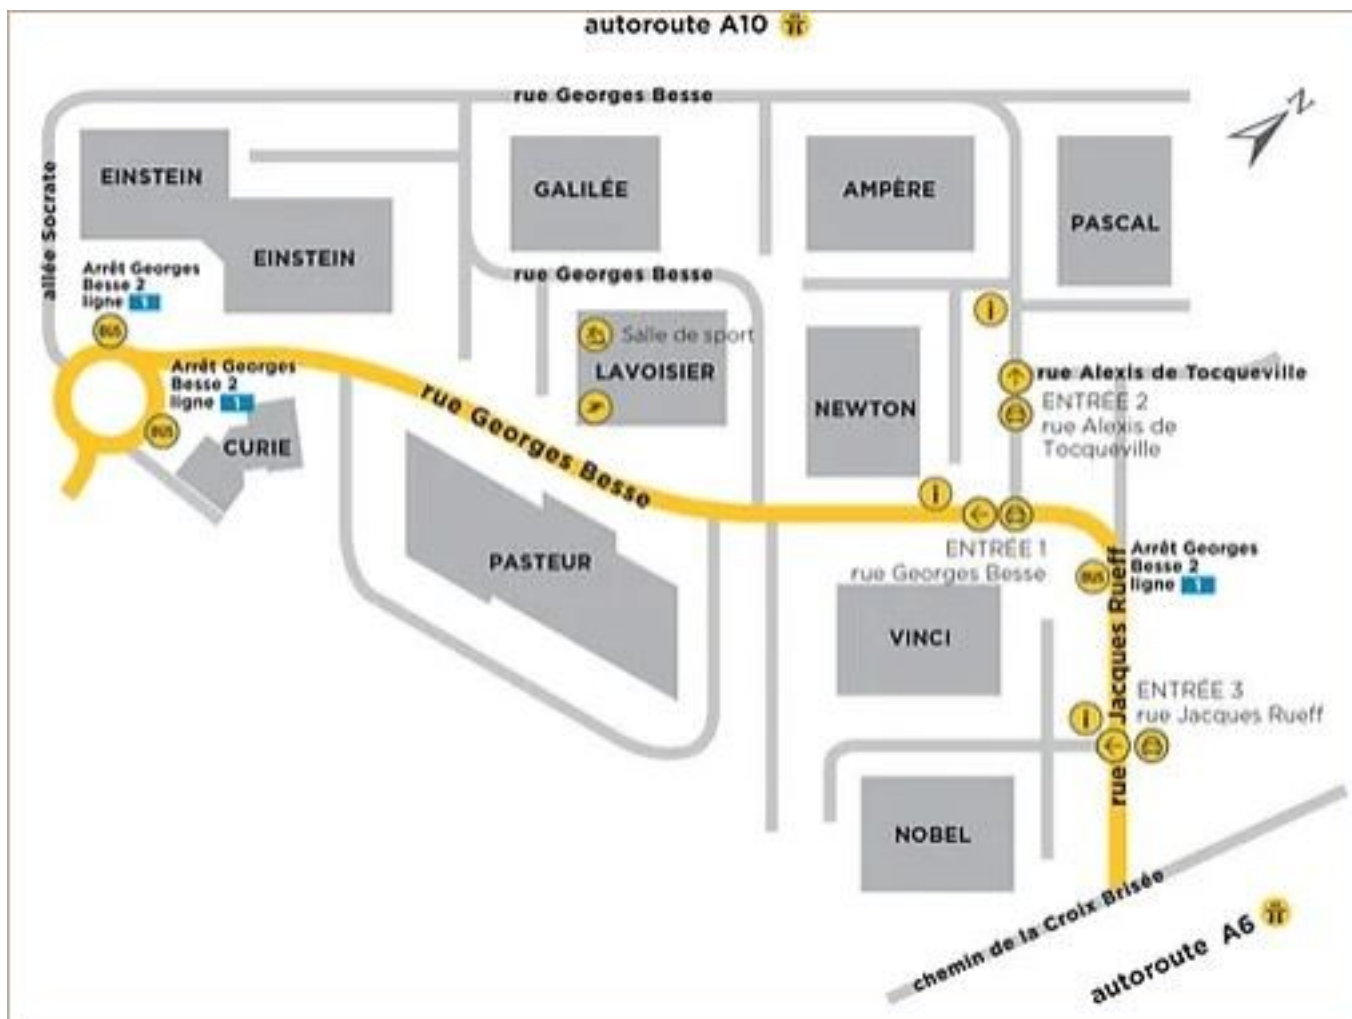 autoroute A10
rue Georges Besse
N
EINSTEIN
GALILÉE
AMPÈRE
PASCAL
allée Socrate
EINSTEIN
Arrêt Georges
Besse 2
ligne 1
BUS
rue Georges Besse
i
Salle de sport
LAVOISIER
Arrêt Georges
Besse 2
ligne 1
BUS
CURIE
rue Georges Besse
NEWTON
rue Alexis de Tocqueville
ENTRÉE 2
rue Alexis de
Tocqueville
i
PASTEUR
ENTRÉE 1
rue Georges Besse
Arrêt Georges
Besse 2
ligne 1
BUS
VINCI
rue Jacques Rueff
ENTRÉE 3
rue Jacques Rueff
i
NOBEL
chemin de la Croix Brisée
autoroute A6